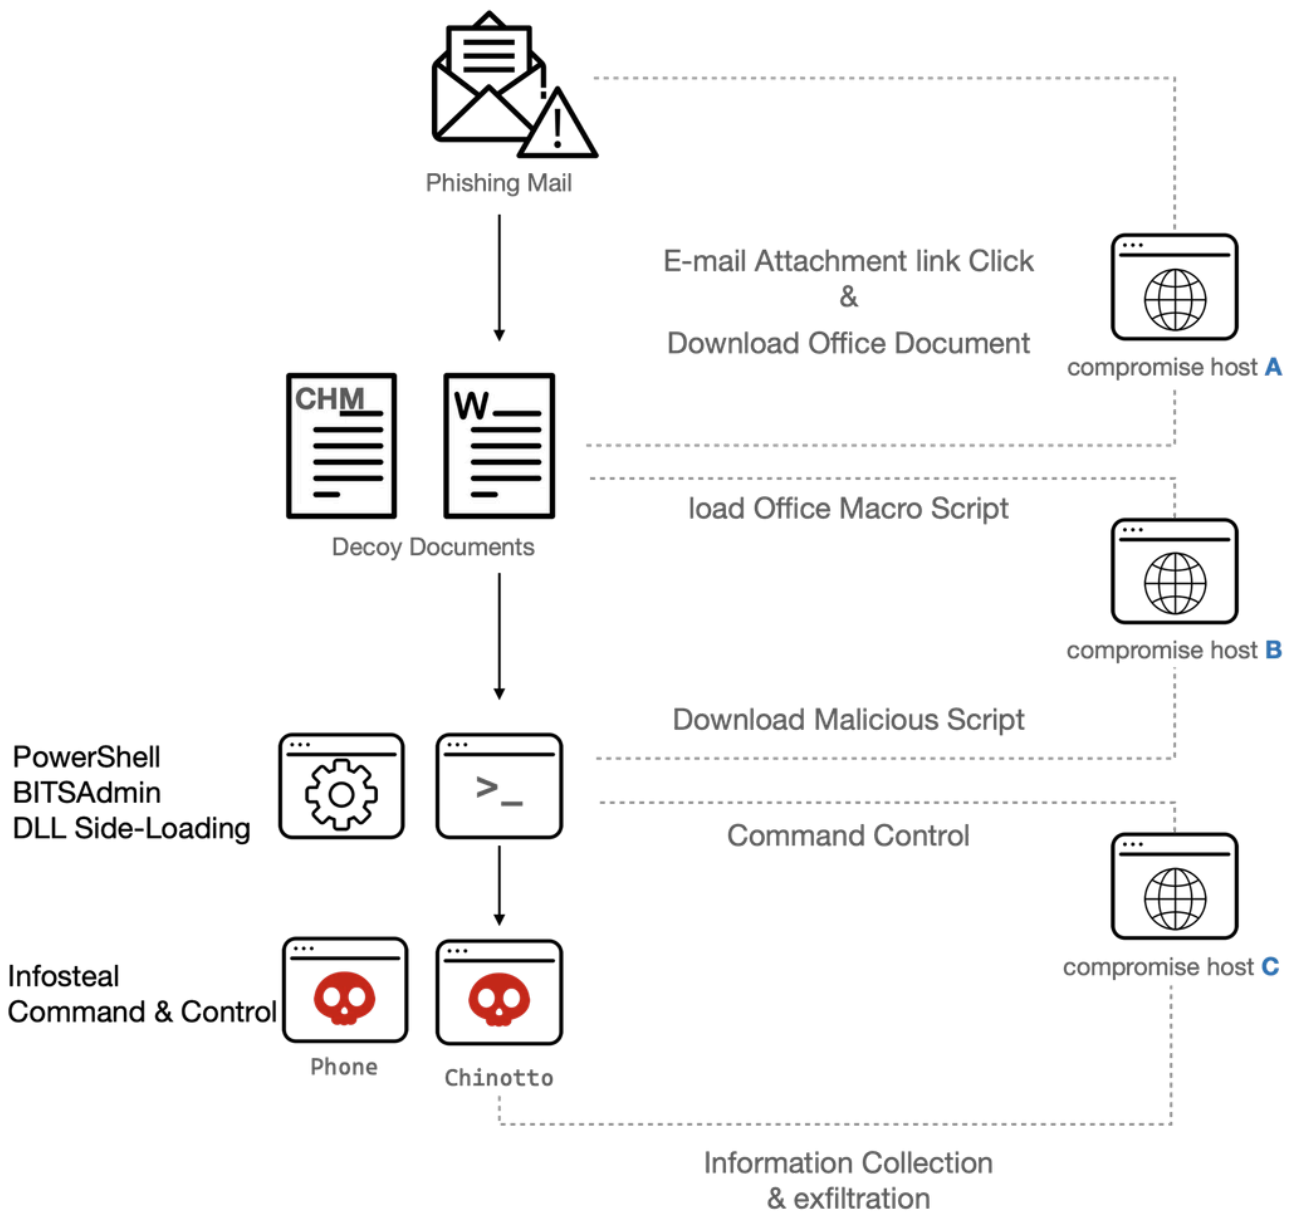 Phishing Mail
E-mail Attachment link Click
&
Download Office Document
compromise host A
CHM
W
load Office Macro Script
Decoy Documents
compromise host B
Download Malicious Script
PowerShell
BITSAdmin
DLL Side-Loading
>_
Command Control
compromise host C
Infosteal
Command & Control
Phone
Chinotto
Information Collection
& exfiltration